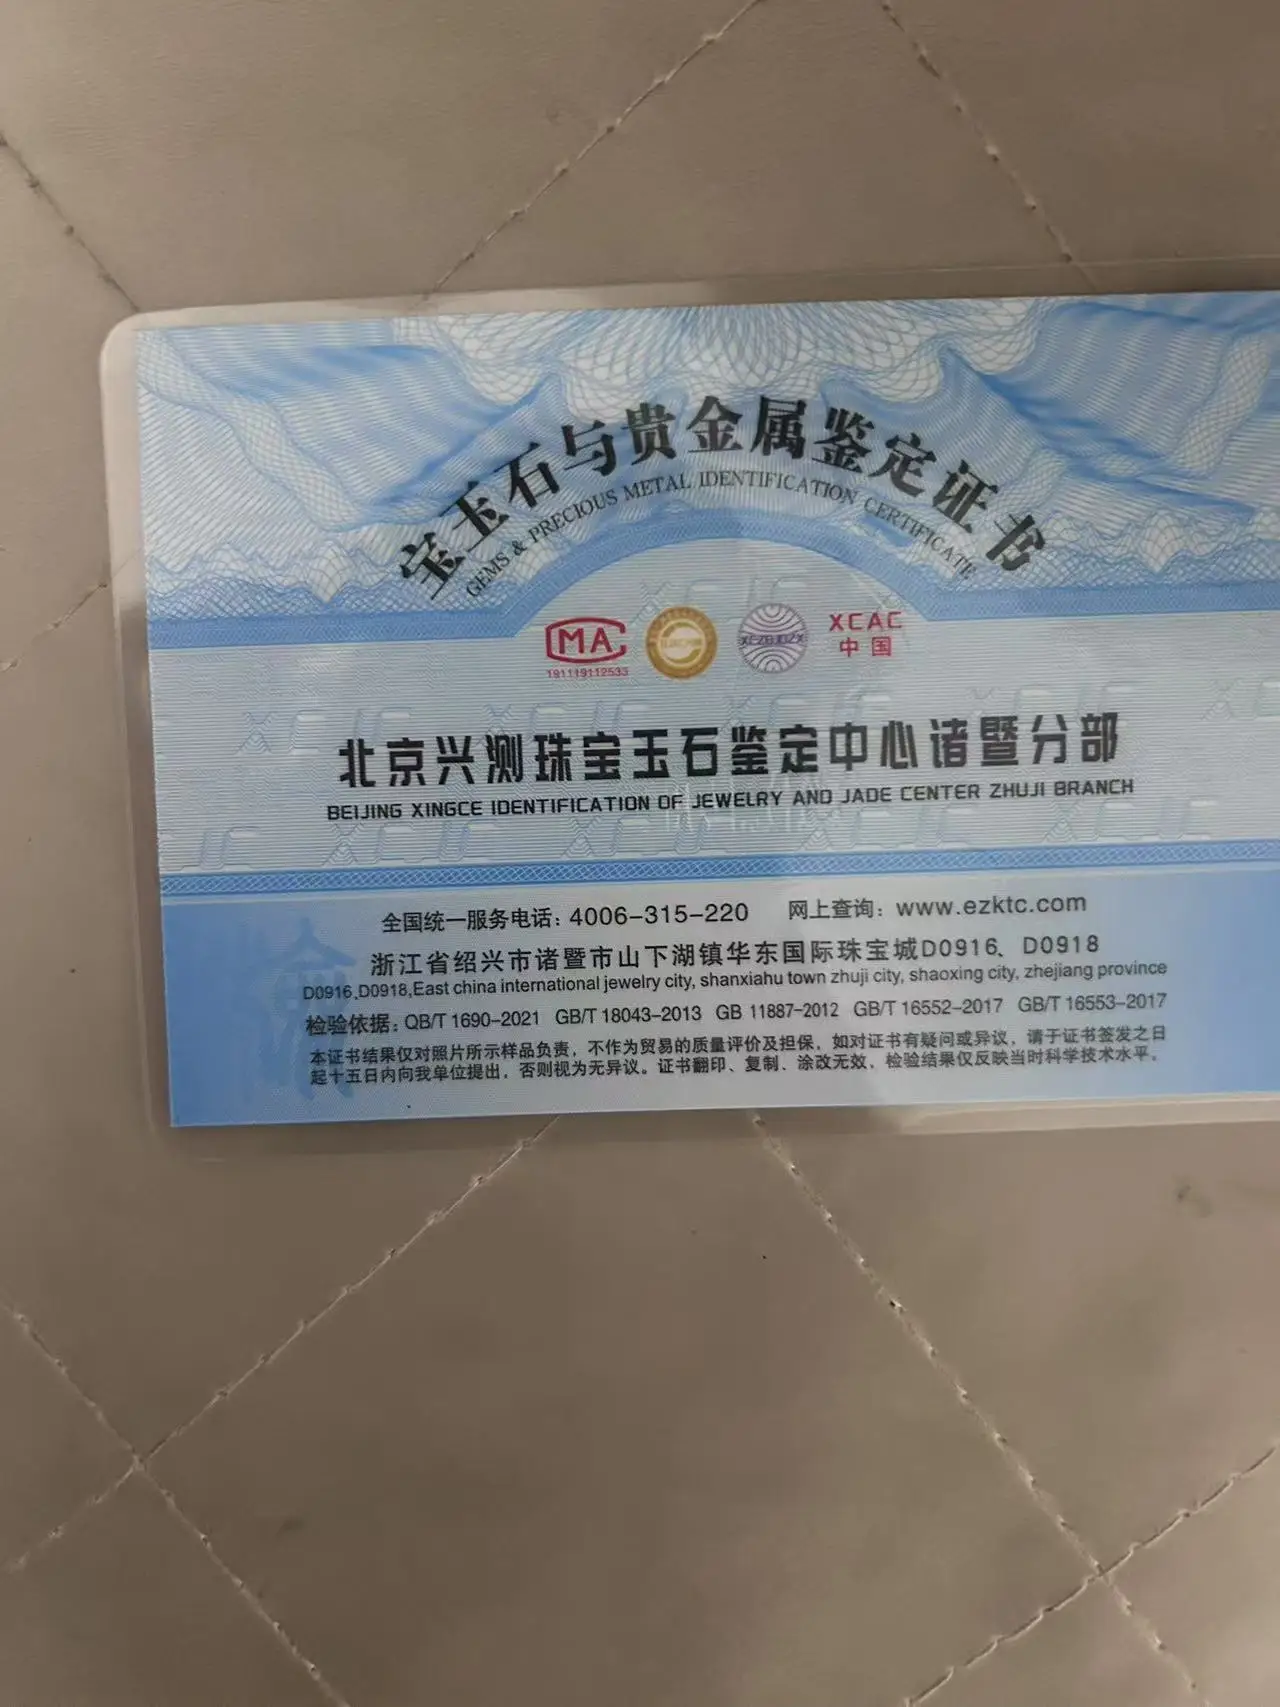 宝玉石与贵金属鉴定证书
GEMS & PRECIOUS METAL IDENTIFICATION CERTIFICATE
MA
191119112533
XCZBJDZX
XCAC
中国
北京兴测珠宝玉石鉴定中心诸暨分部
BEIJING XINGCE IDENTIFICATION OF JEWELRY AND JADE CENTER ZHUJI BRANCH
全国统一服务电话：4006-315-220 网上查询：www.ezktc.com
浙江省绍兴市诸暨市山下湖镇华东国际珠宝城D0916、D0918
D0916,D0918,East china international jewelry city, shanxiahu town zhuji city, shaoxing city, zhejiang province
检验依据：QB/T 1690-2021 GB/T 18043-2013 GB 11887-2012 GB/T 16552-2017 GB/T 16553-2017
本证书结果仅对照片所示样品负责，不作为贸易的质量评价及担保，如对证书有疑问或异议，请于证书签发之日
起十五日内向我单位提出，否则视为无异议。证书翻印、复制、涂改无效，检验结果仅反映当时科学技术水平。